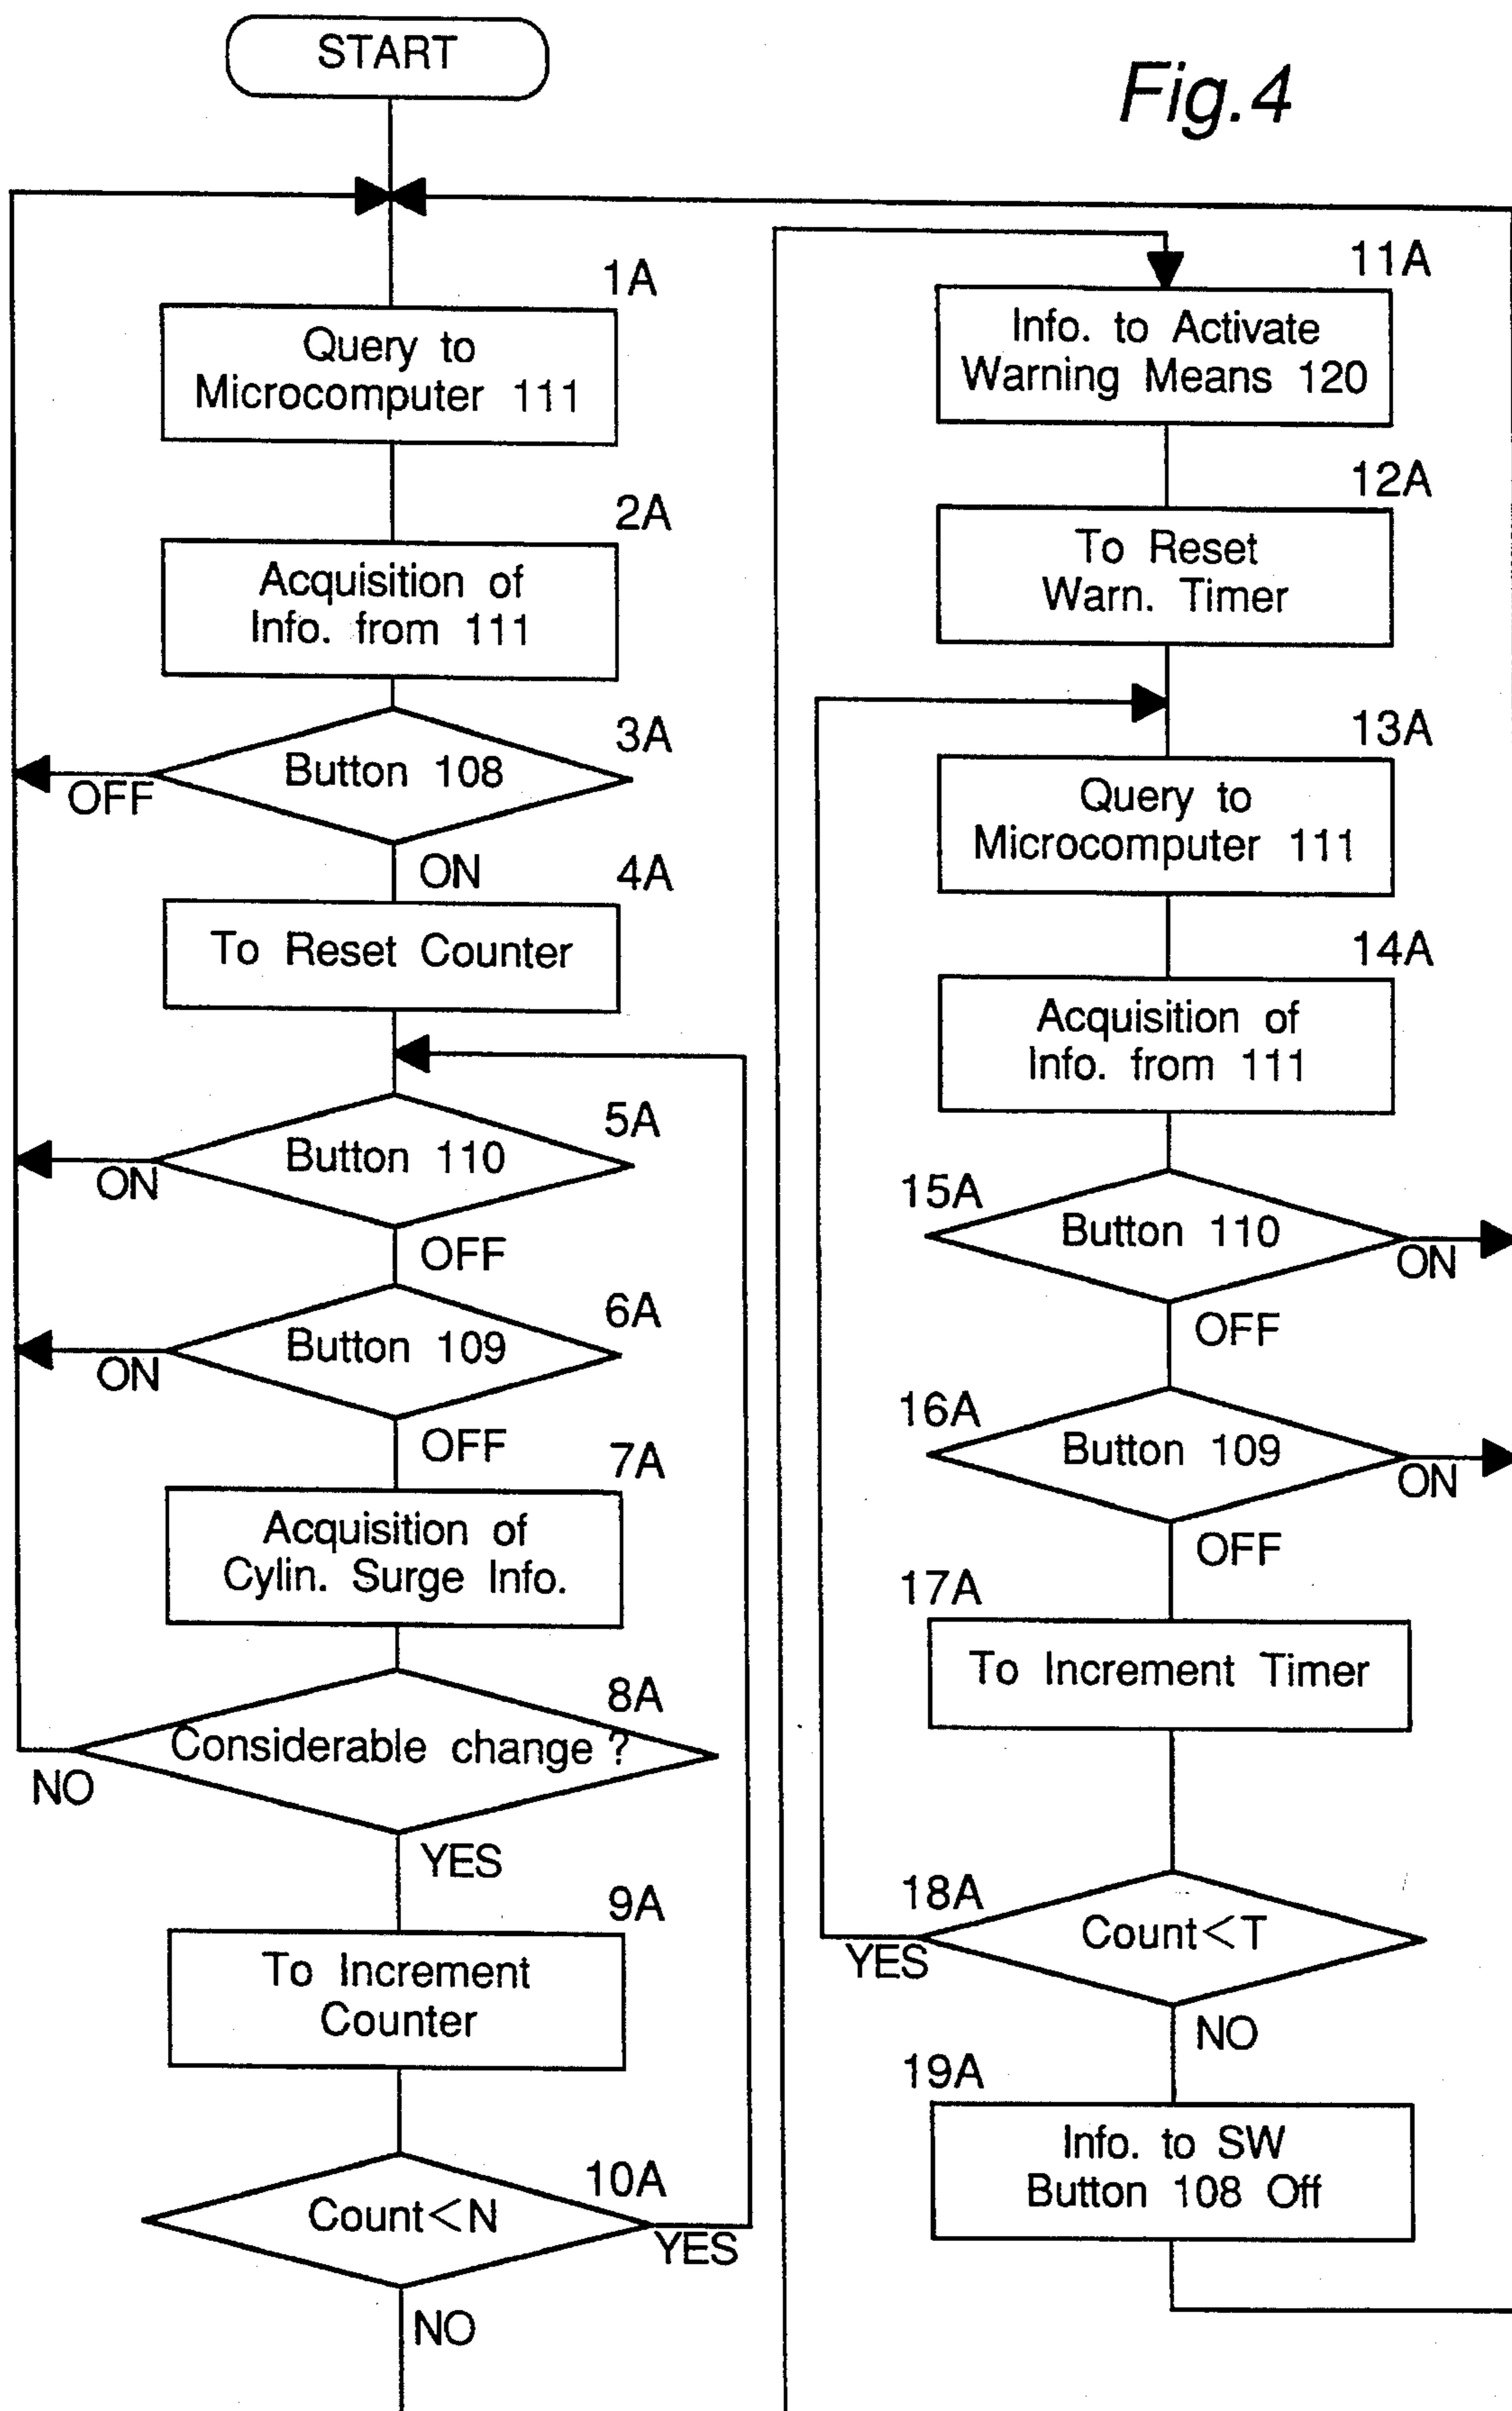 START
Fig.4
1A
Query to
Microcomputer 111
2A
Acquisition of
Info. from 111
3A
Button 108
OFF
ON
4A
To Reset Counter
5A
Button 110
ON
OFF
6A
Button 109
ON
OFF
7A
Acquisition of
Cylin. Surge Info.
8A
Considerable change ?
NO
YES
9A
To Increment
Counter
10A
Count<N
YES
NO
11A
Info. to Activate
Warning Means 120
12A
To Reset
Warn. Timer
13A
Query to
Microcomputer 111
14A
Acquisition of
Info. from 111
15A
Button 110
ON
OFF
16A
Button 109
ON
OFF
17A
To Increment Timer
18A
Count<T
YES
NO
19A
Info. to SW
Button 108 Off